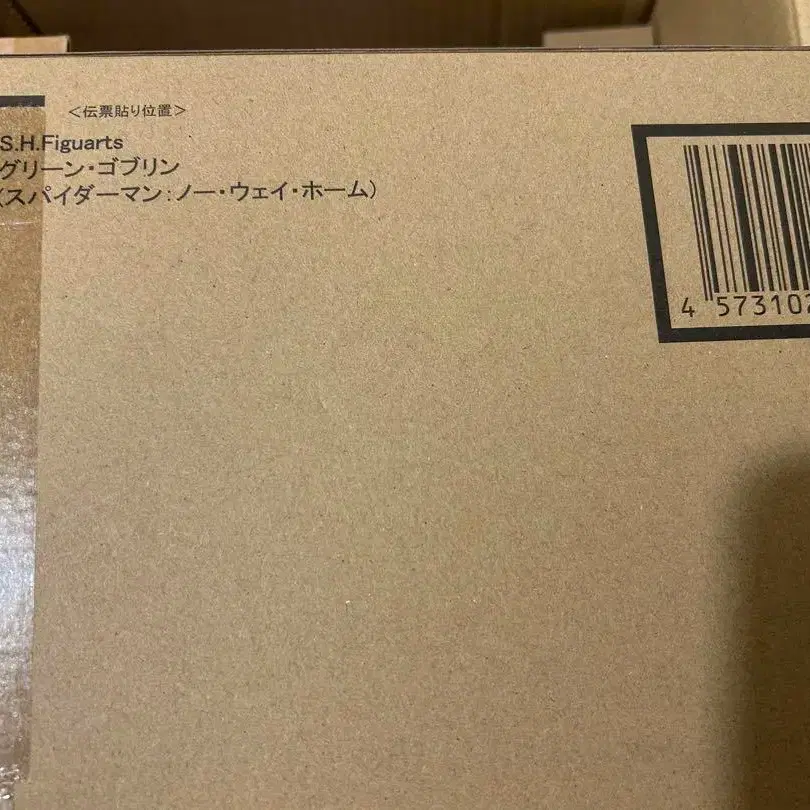 ＜伝票貼り位置＞
S.H.Figuarts
グリーン・ゴブリン
(スパイダーマン:ノー・ウェイ・ホーム)
4 573102